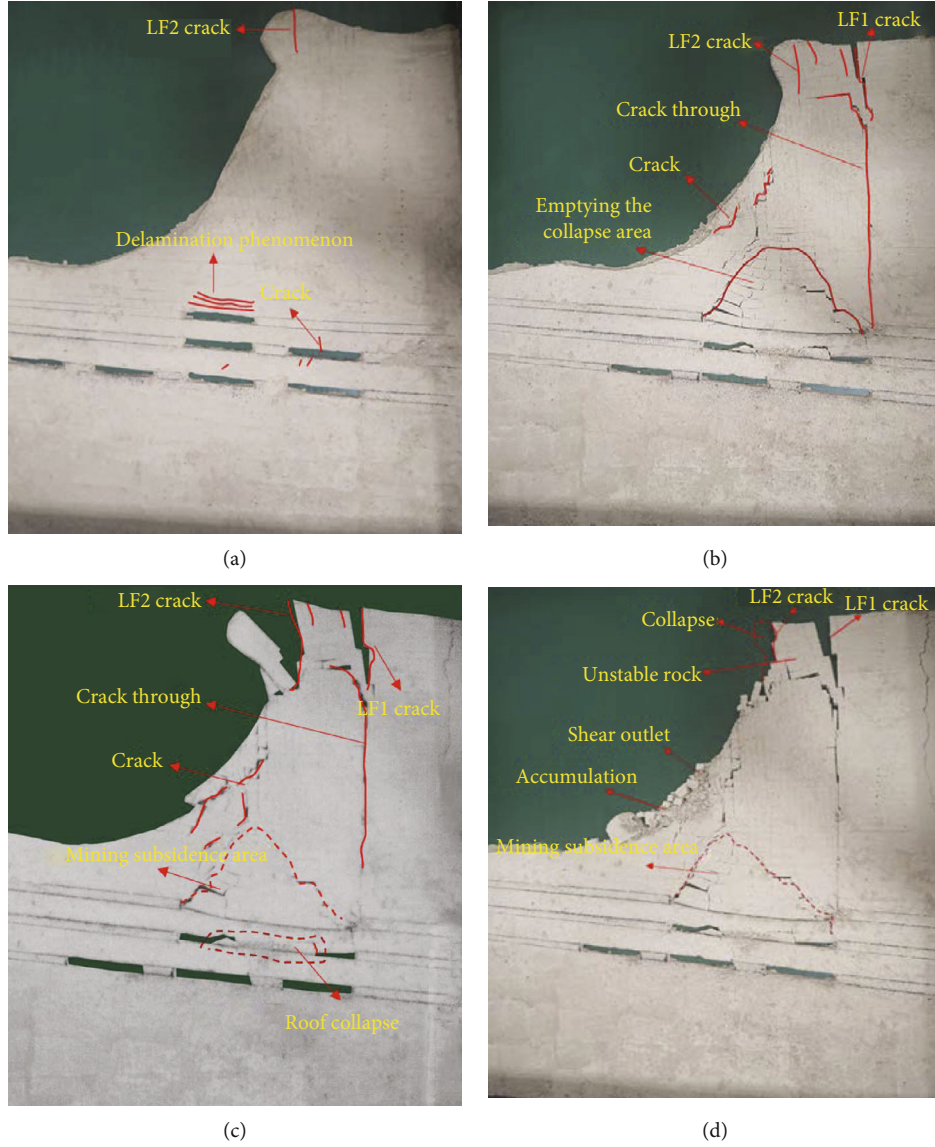 LF2 crack
Delamination phenomenon
Crack
(a)
LF1 crack
LF2 crack
Crack through
Crack
Emptying the
collapse area
(b)
LF2 crack
Crack through
LF1 crack
Crack
Mining subsidence area
Roof collapse
(c)
LF2 crack
LF1 crack
Collapse
Unstable rock
Shear outlet
Accumulation
Mining subsidence area
(d)